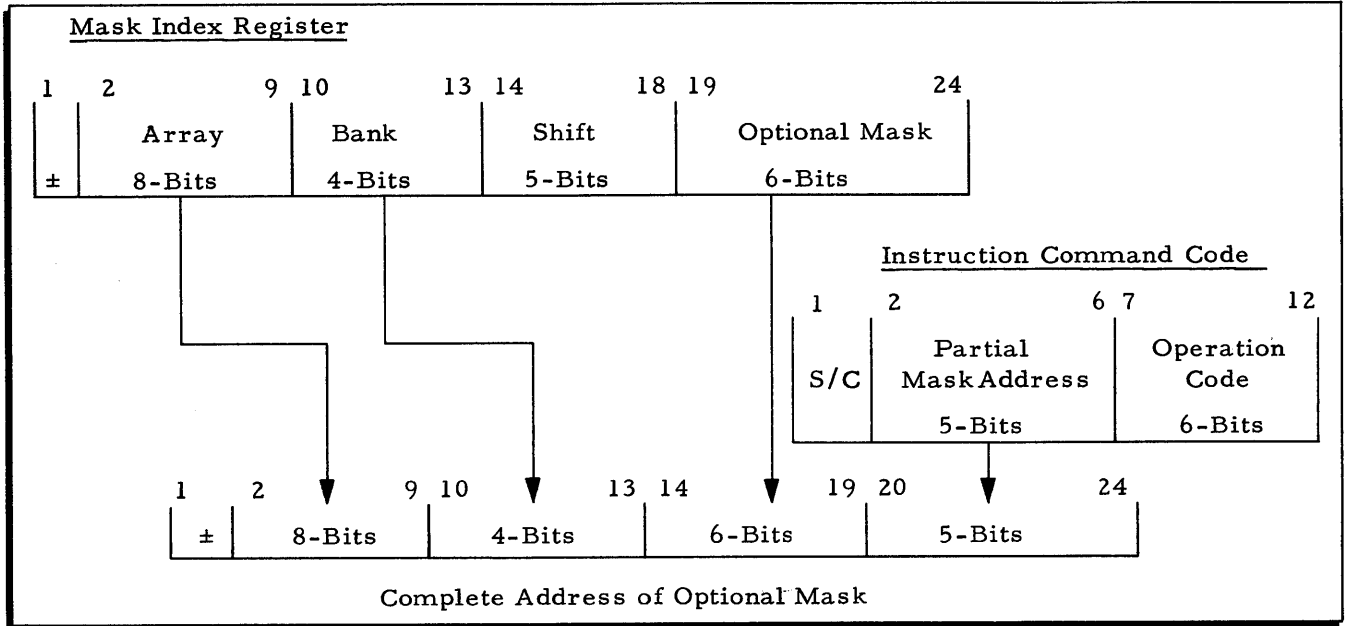 Mask Index Register
1 2 9 10 13 14 18 19 24
Array Bank Shift Optional Mask
± 8-Bits 4-Bits 5-Bits 6-Bits
Instruction Command Code
1 2 6 7 12
Partial Operation
S/C Mask Address Code
5-Bits 6-Bits
1 2 9 10 13 14 19 20 24
± 8-Bits 4-Bits 6-Bits 5-Bits
Complete Address of Optional Mask